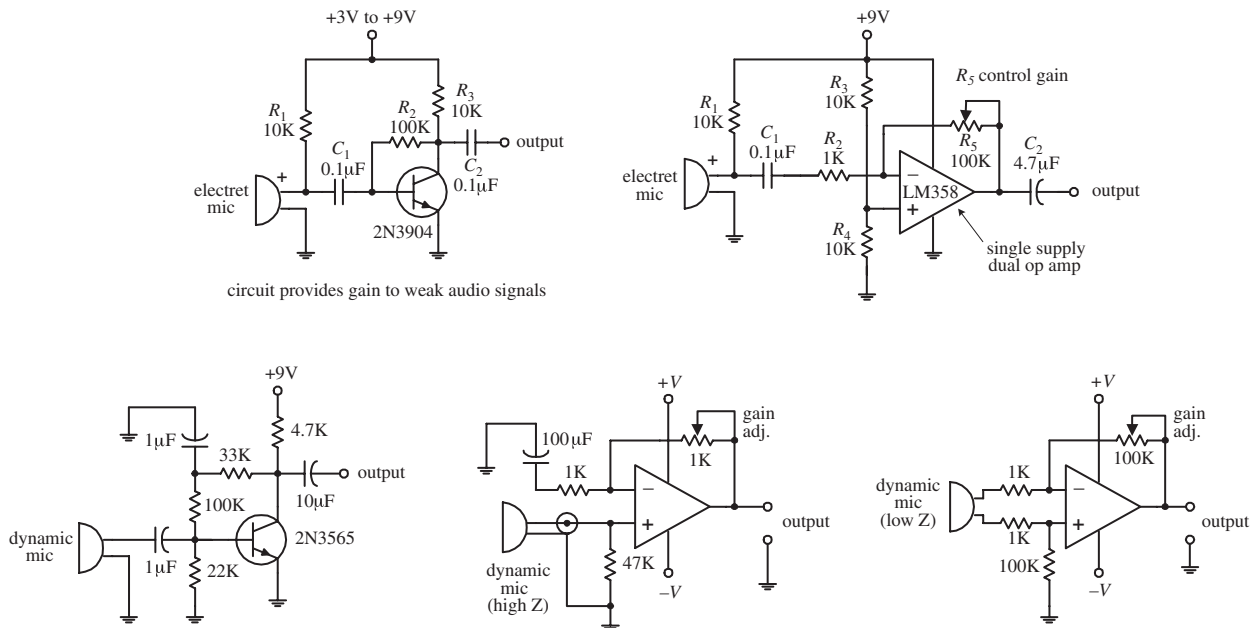 +3V to +9V
R1
10K
R2
100K
R3
10K
C1
0.1µF
C2
0.1µF
output
+
electret
mic
2N3904
circuit provides gain to weak audio signals
+9V
R1
10K
R3
10K
R5 control gain
C1
0.1µF
R2
1K
R5
100K
C2
4.7µF
+
electret
mic
−
LM358
+
output
R4
10K
single supply
dual op amp
+9V
1µF
4.7K
33K
output
100K
10µF
dynamic
mic
1µF
22K
2N3565
+V
100µF
gain
adj.
1K
1K
−
+
output
47K
dynamic
mic
(high Z)
−V
+V
gain
adj.
100K
1K
dynamic
mic
(low Z)
−
+
1K
output
100K
−V